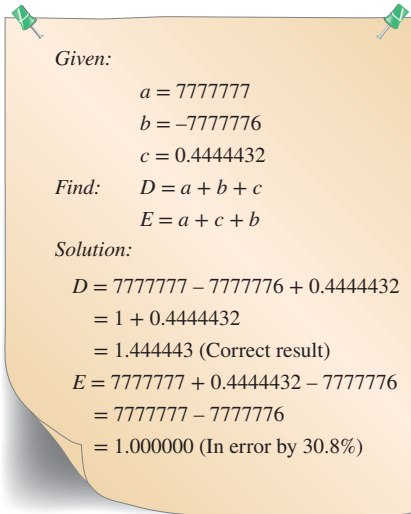 Given:
a = 7777777
b = –7777776
c = 0.4444432
Find: D = a + b + c
E = a + c + b
Solution:
D = 7777777 – 7777776 + 0.4444432
= 1 + 0.4444432
= 1.444443 (Correct result)
E = 7777777 + 0.4444432 – 7777776
= 7777777 – 7777776
= 1.000000 (In error by 30.8%)